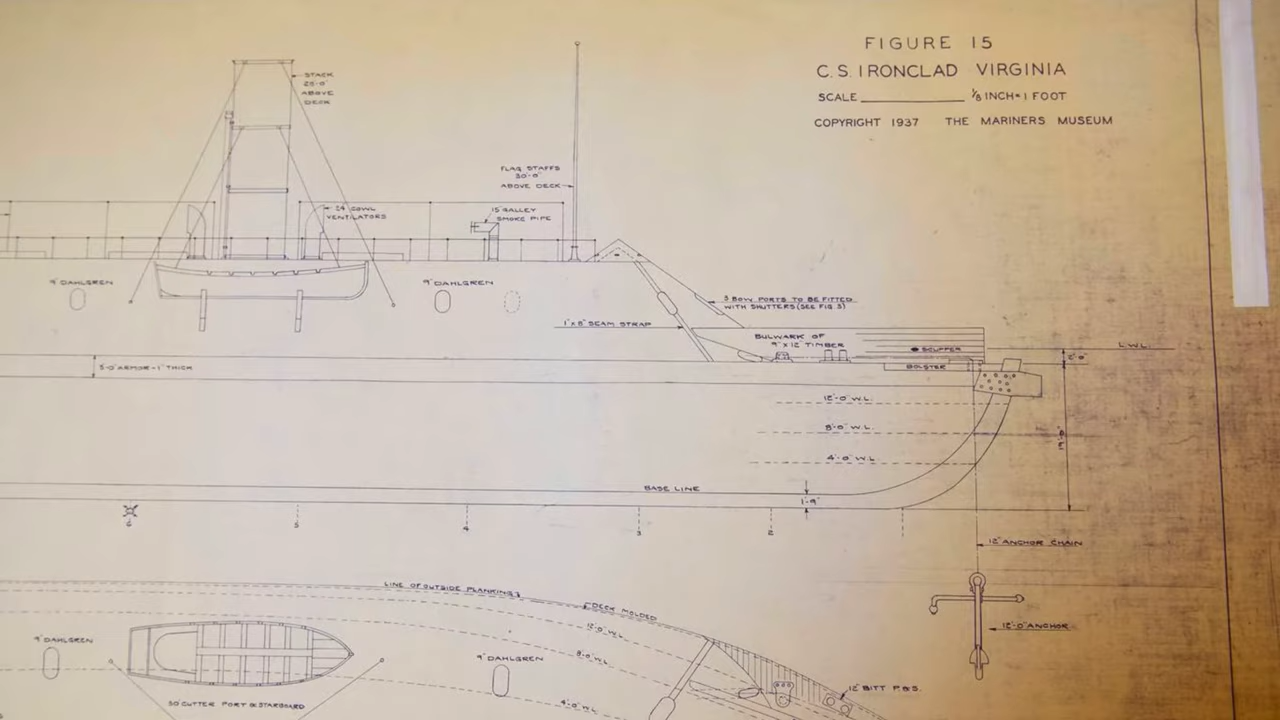 FIGURE 15
C.S. IRONCLAD VIRGINIA
SCALE 1/8 INCH = 1 FOOT
COPYRIGHT 1937 THE MARINERS MUSEUM
STACK
25'-0"
ABOVE
DECK
FLAG STAFFS
30'-0"
ABOVE DECK
24" COWL
VENTILATORS
15" GALLEY
SMOKE PIPE
9" DAHLGREN
9" DAHLGREN
3 BOW PORTS TO BE FITTED
WITH SHUTTERS (SEE FIG 3)
1" x 8" SEAM STRAP
BULWARK OF
9" x 12" TIMBER
SCUPPER
L.W.L.
2'-0"
BOLSTER
5'-0" ARMOR - 1" THICK
12'-0" W.L.
8'-0" W.L.
4'-0" W.L.
19'-0"
BASE LINE
1'-9"
6
5
4
3
2
12" ANCHOR CHAIN
LINE OF OUTSIDE PLANKING
DECK MOLDED
12'-0" W.L.
12'-0" ANCHOR
9" DAHLGREN
9" DAHLGREN
8'-0" W.L.
12" BITT P.&S.
30' CUTTER PORT & STARBOARD
4'-0" W.L.